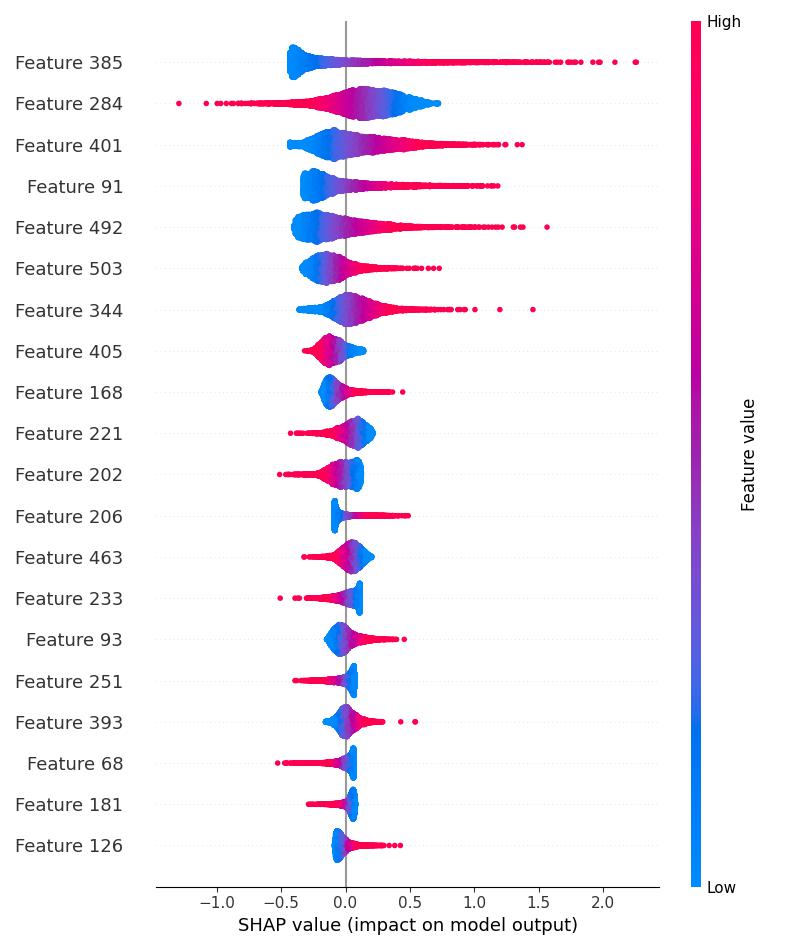 High
Feature 385
Feature 284
Feature 401
Feature 91
Feature 492
Feature 503
Feature 344
Feature 405
Feature 168
Feature 221
Feature 202
Feature 206
Feature 463
Feature 233
Feature 93
Feature 251
Feature 393
Feature 68
Feature 181
Feature 126
Feature value
Low
−1.0 −0.5 0.0 0.5 1.0 1.5 2.0
SHAP value (impact on model output)